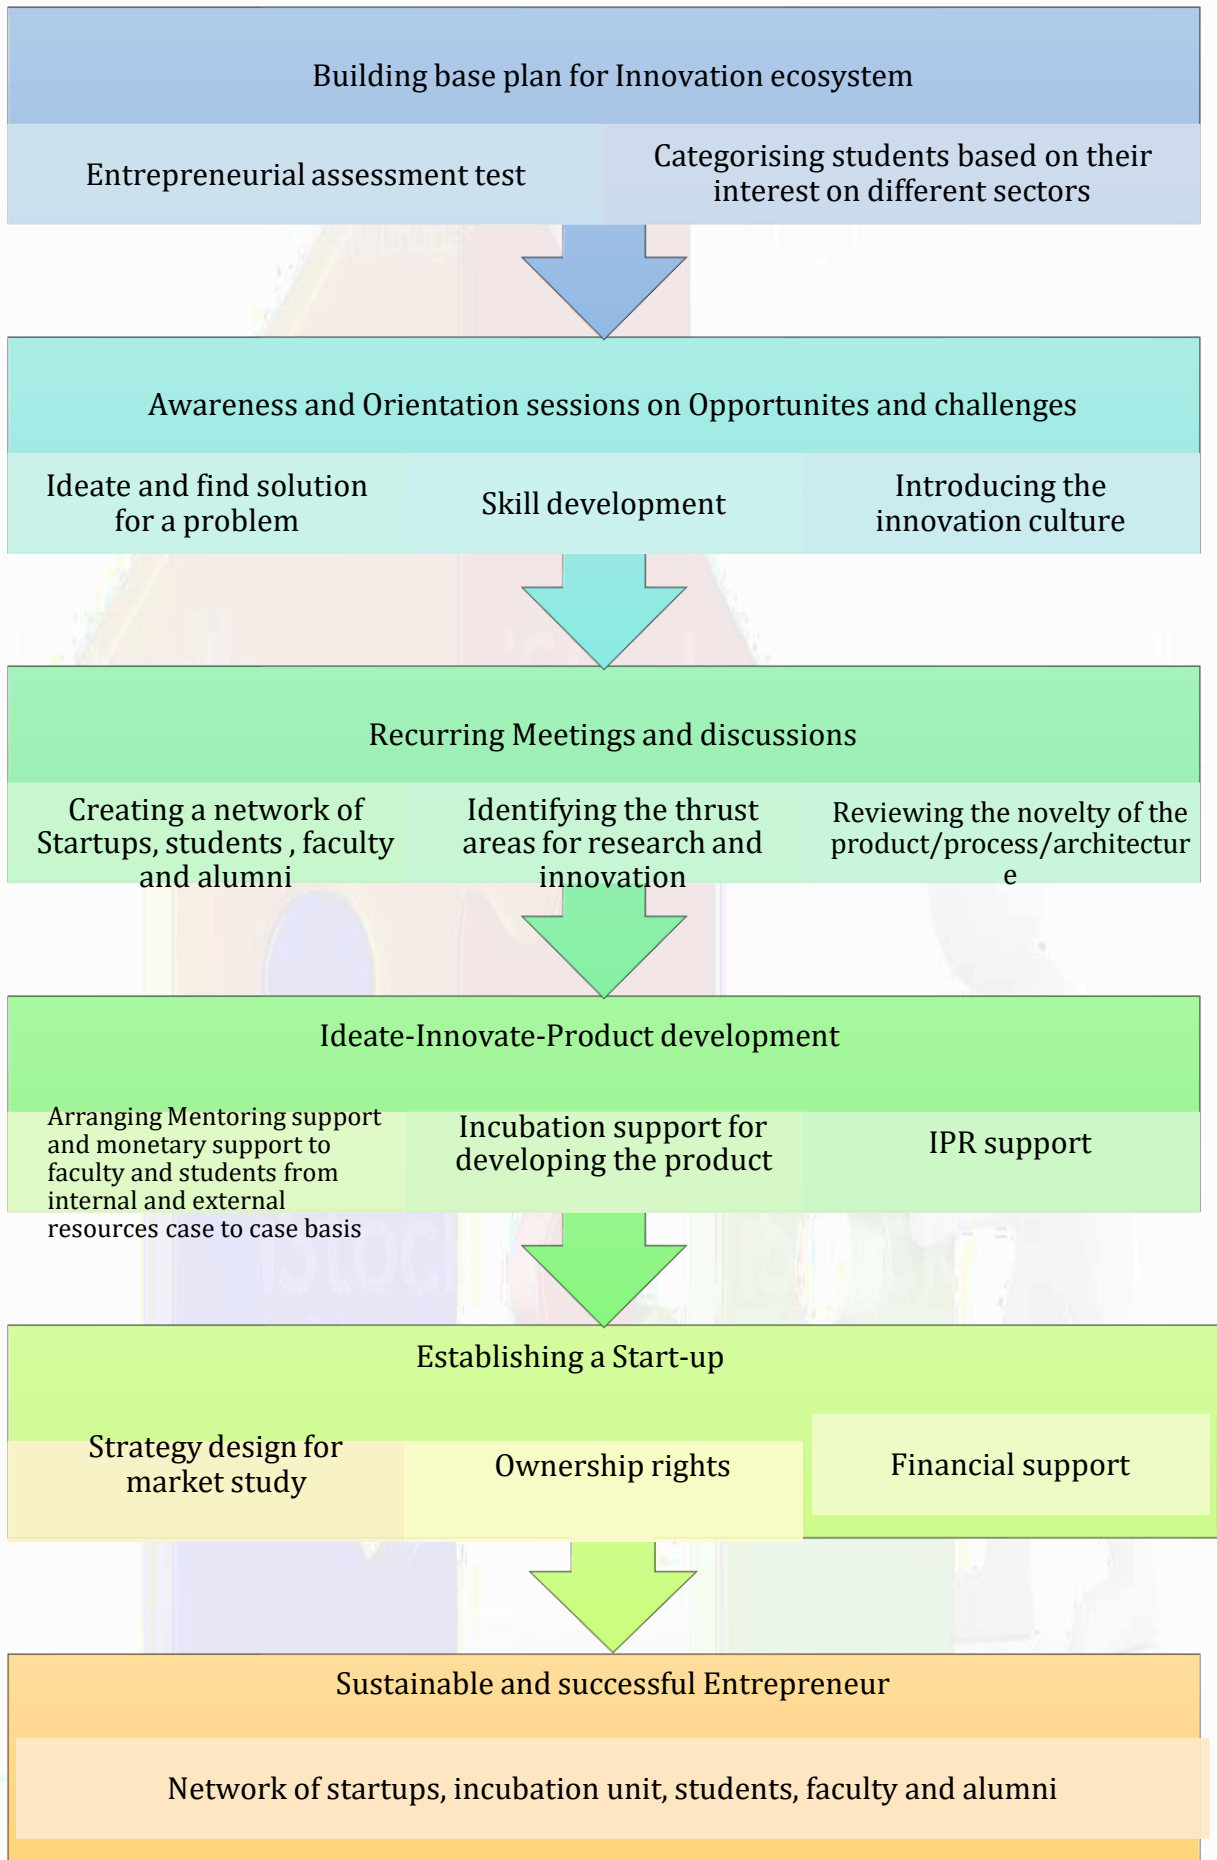 Building base plan for Innovation ecosystem
Entrepreneurial assessment test
Categorising students based on their
interest on different sectors
Awareness and Orientation sessions on Opportunites and challenges
Ideate and find solution
for a problem
Skill development
Introducing the
innovation culture
Recurring Meetings and discussions
Creating a network of
Startups, students , faculty
and alumni
Identifying the thrust
areas for research and
innovation
Reviewing the novelty of the
product/process/architectur
e
Ideate-Innovate-Product development
Arranging Mentoring support
and monetary support to
faculty and students from
internal and external
resources case to case basis
Incubation support for
developing the product
IPR support
Establishing a Start-up
Strategy design for
market study
Ownership rights
Financial support
Sustainable and successful Entrepreneur
Network of startups, incubation unit, students, faculty and alumni